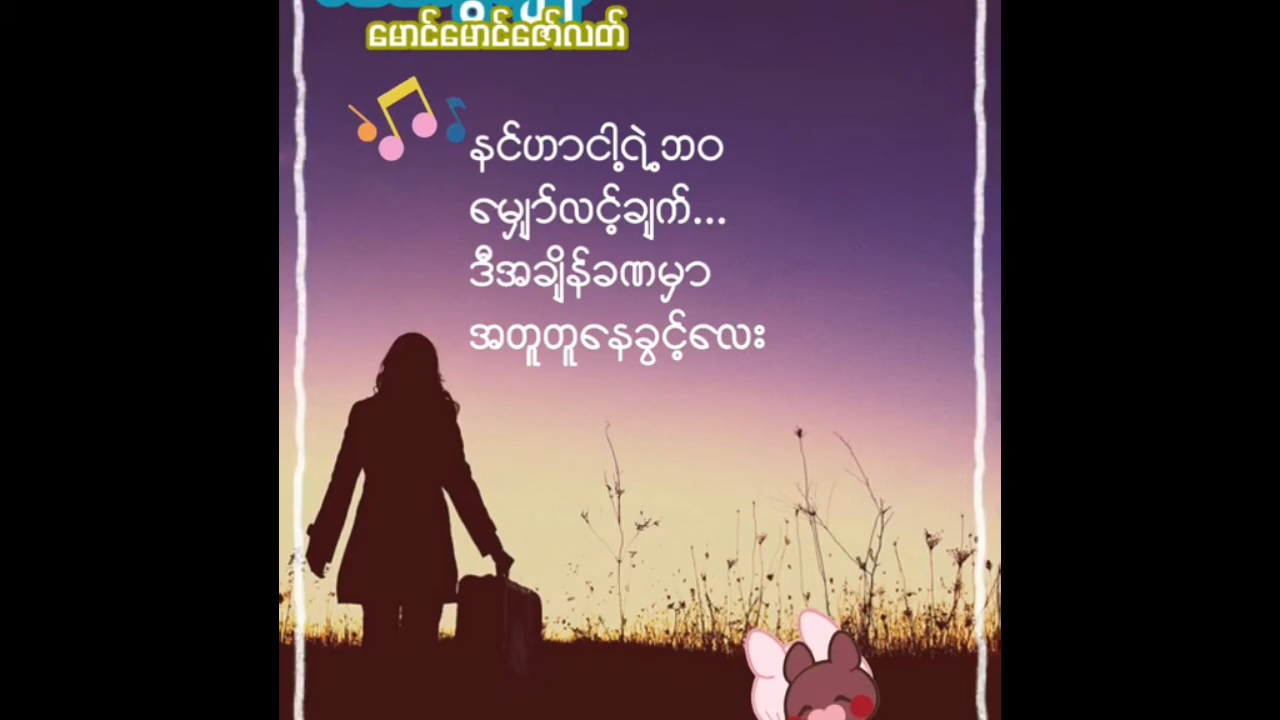 မောင်မောင်ဇော်လတ်
နင်ဟာငါ့ရဲ့ဘဝ
မျှော်လင့်ချက်...
ဒီအချိန်ခဏမှာ
အတူတူနေခွင့်လေး